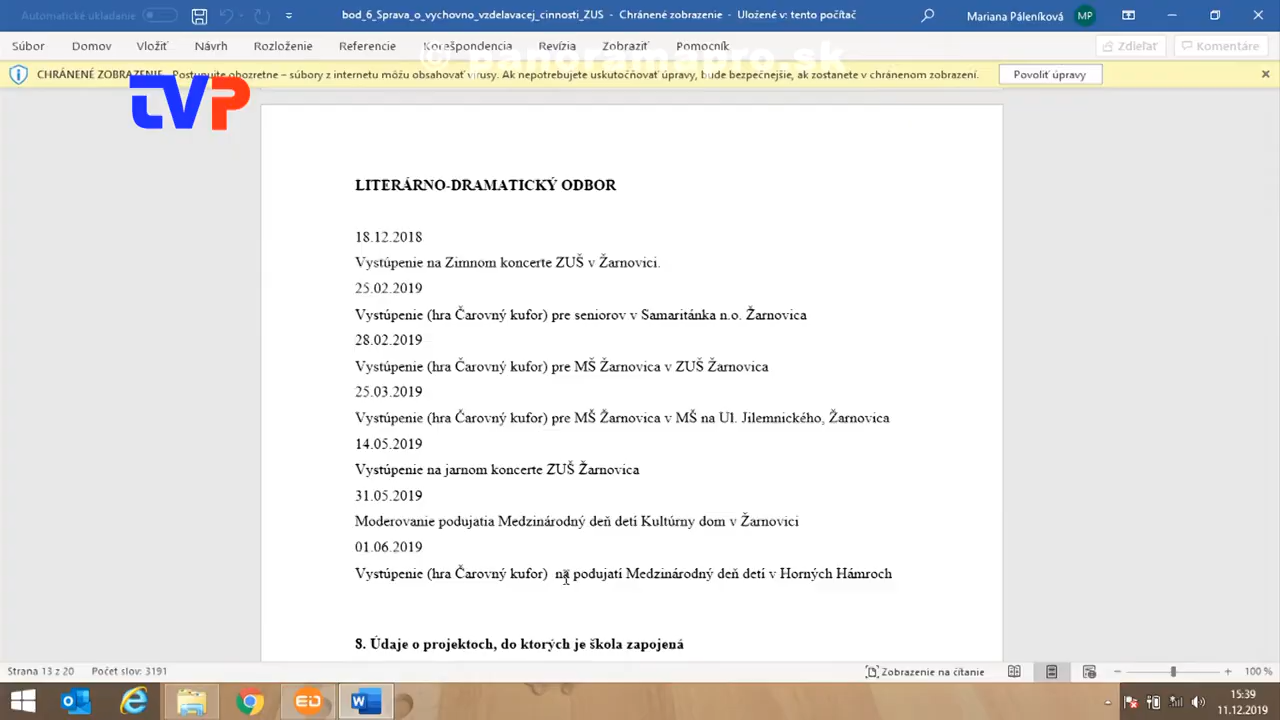 Automatické ukladanie
bod_6_Sprava_o_vychovno_vzdelavacej_cinnosti_ZUS - Chránené zobrazenie - Uložené v: tento počítač
Mariana Páleníková
MP
Súbor Domov Vložiť Návrh Rozloženie Referencie Korešpondencia Revízia Zobraziť Pomocník
Zdieľať Komentáre
© panoramapro.sk
CHRÁNENÉ ZOBRAZENIE Postupujte obozretne – súbory z internetu môžu obsahovať vírusy. Ak nepotrebujete uskutočňovať úpravy, bude bezpečnejšie, ak zostanete v chránenom zobrazení.
Povoliť úpravy
tVP
LITERÁRNO-DRAMATICKÝ ODBOR
18.12.2018
Vystúpenie na Zimnom koncerte ZUŠ v Žarnovici.
25.02.2019
Vystúpenie (hra Čarovný kufor) pre seniorov v Samaritánka n.o. Žarnovica
28.02.2019
Vystúpenie (hra Čarovný kufor) pre MŠ Žarnovica v ZUŠ Žarnovica
25.03.2019
Vystúpenie (hra Čarovný kufor) pre MŠ Žarnovica v MŠ na Ul. Jilemnického, Žarnovica
14.05.2019
Vystúpenie na jarnom koncerte ZUŠ Žarnovica
31.05.2019
Moderovanie podujatia Medzinárodný deň detí Kultúrny dom v Žarnovici
01.06.2019
Vystúpenie (hra Čarovný kufor)  na podujatí Medzinárodný deň detí v Horných Hámroch
8. Údaje o projektoch, do ktorých je škola zapojená
Strana 13 z 20 Počet slov: 3191
Zobrazenie na čítanie
100 %
15:39
11.12.2019